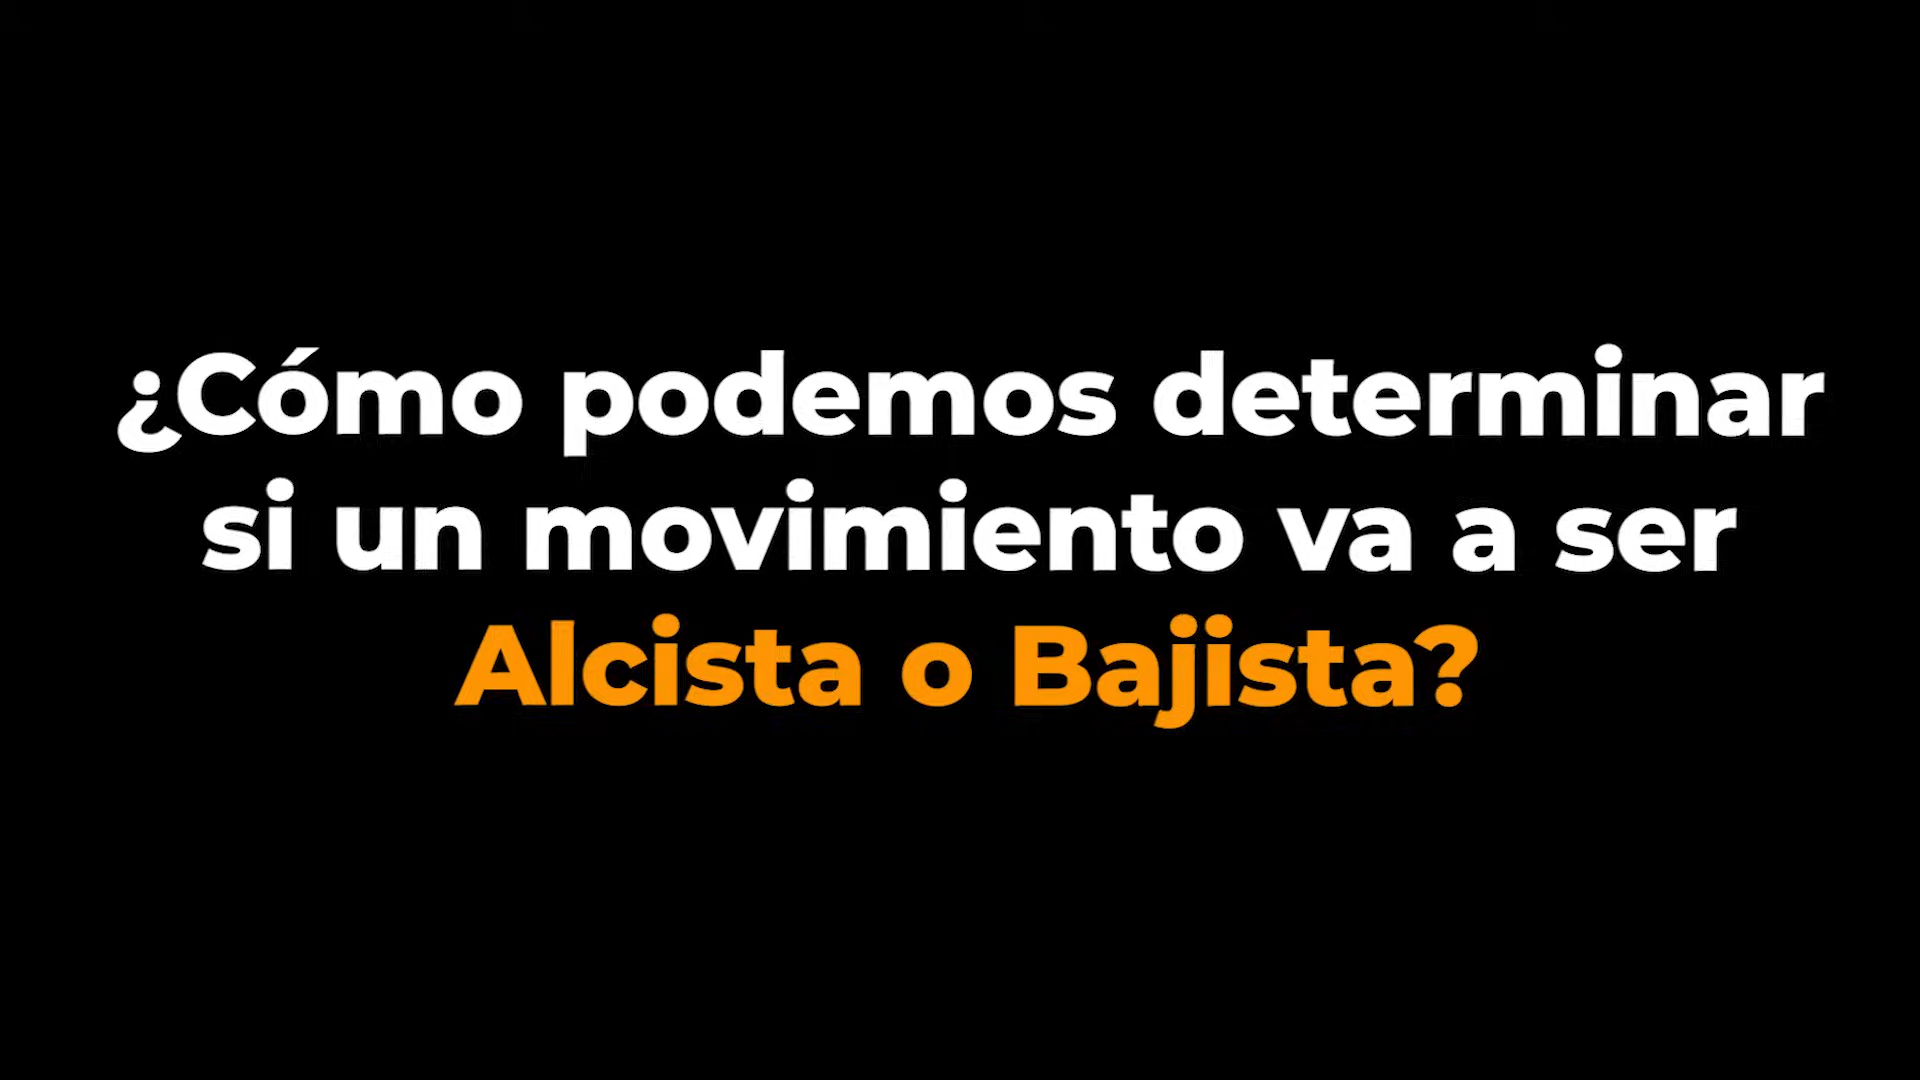 ¿Cómo podemos determinar
si un movimiento va a ser
Alcista o Bajista?